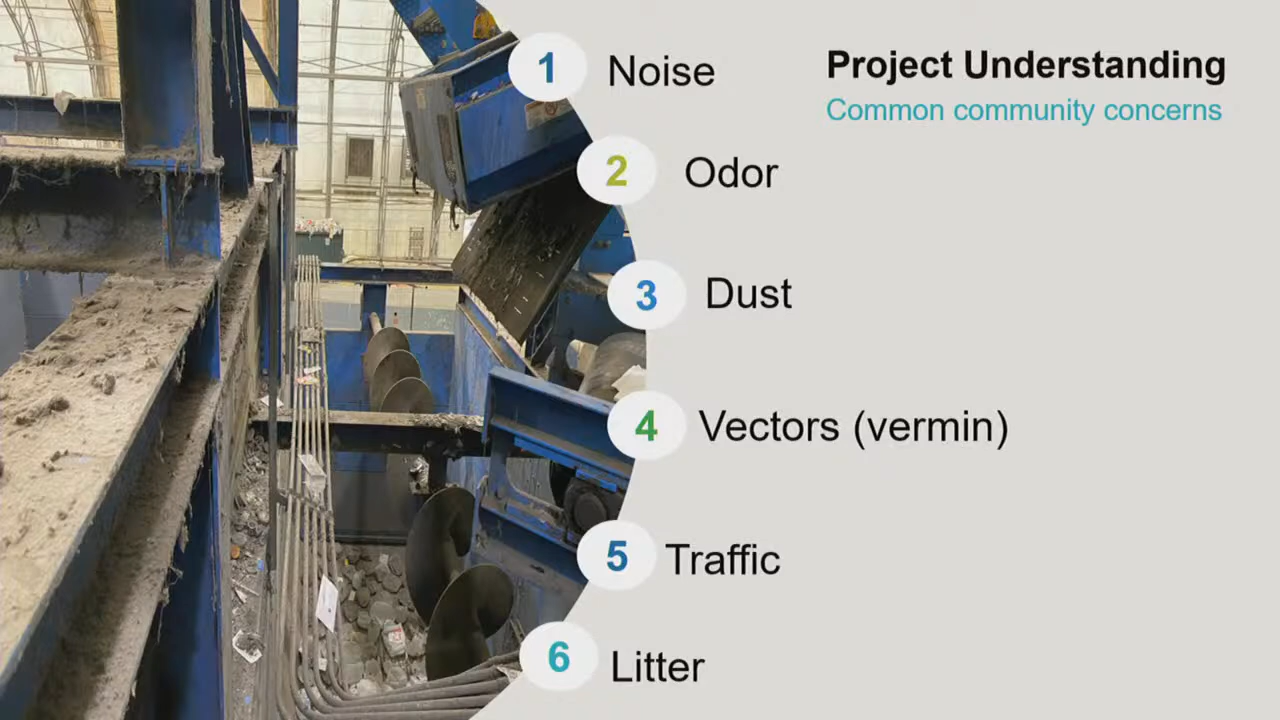 Project Understanding
Common community concerns
1 Noise
2 Odor
3 Dust
4 Vectors (vermin)
5 Traffic
6 Litter